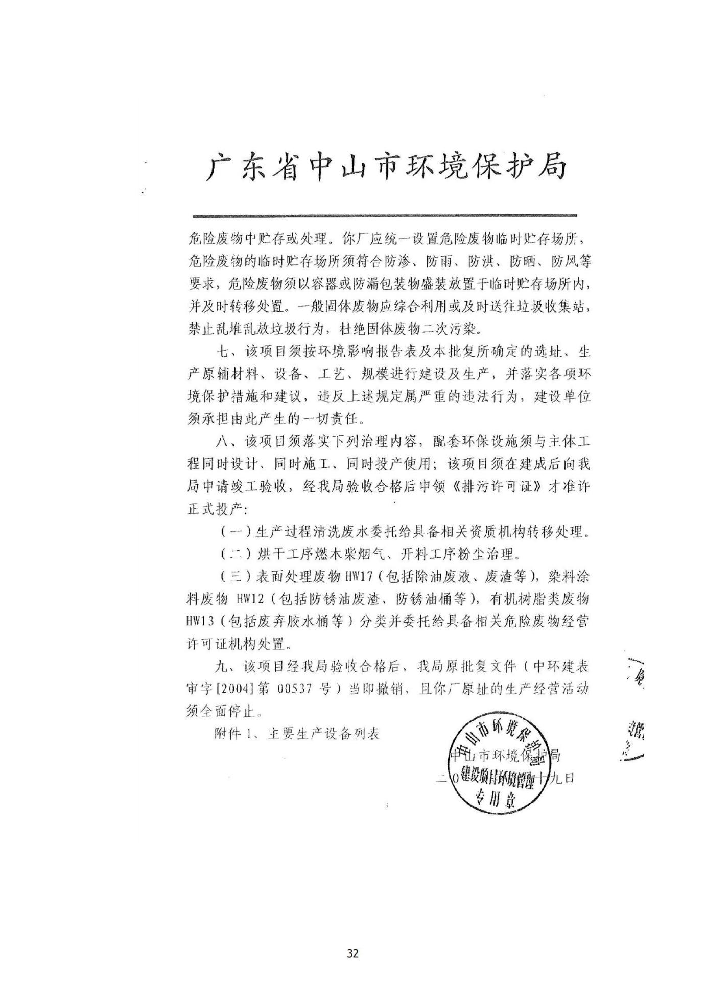 广东省中山市环境保护局
危险废物中贮存或处理。你厂应统一设置危险废物临时贮存场所，
危险废物的临时贮存场所须符合防渗、防雨、防洪、防晒、防风等
要求，危险废物须以容器或防漏包装物盛装放置于临时贮存场所内，
并及时转移处置。一般固体废物应综合利用或及时送往垃圾收集站，
禁止乱堆乱放垃圾行为，杜绝固体废物二次污染。
七、该项目须按环境影响报告表及本批复所确定的选址、生
产原辅材料、设备、工艺、规模进行建设及生产，并落实各项环
境保护措施和建议，违反上述规定属严重的违法行为，建设单位
须承担由此产生的一切责任。
八、该项目须落实下列治理内容，配套环保设施须与主体工
程同时设计、同时施工、同时投产使用；该项目须在建成后向我
局申请竣工验收，经我局验收合格后申领《排污许可证》才准许
正式投产：
（一）生产过程清洗废水委托给具备相关资质机构转移处理。
（二）烘干工序燃木柴烟气、开料工序粉尘治理。
（三）表面处理废物 HW17（包括除油废液、废渣等），染料涂
料废物 HW12（包括防锈油废渣、防锈油桶等），有机树脂类废物
HW13（包括废弃胶水桶等）分类并委托给具备相关危险废物经营
许可证机构处置。
九、该项目经我局验收合格后，我局原批复文件（中环建表
审字[2004]第 00537 号）当即撤销，且你厂原址的生产经营活动
须全面停止。
附件 1、主要生产设备列表
中山市环境保护局
二0 十九日
中山市环境保护局
建设项目环境管理
专用章
境
32